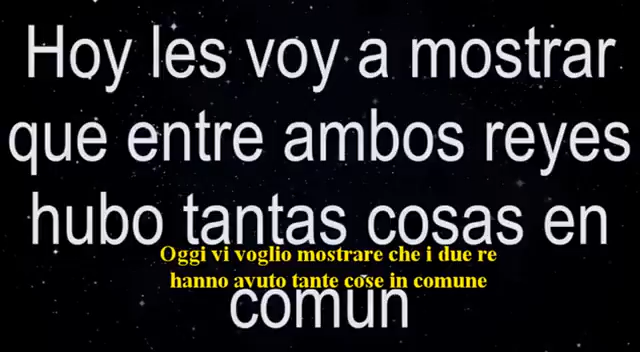 Hoy les voy a mostrar
que entre ambos reyes
hubo tantas cosas en
común
Oggi vi voglio mostrare che i due re
hanno avuto tante cose in comune